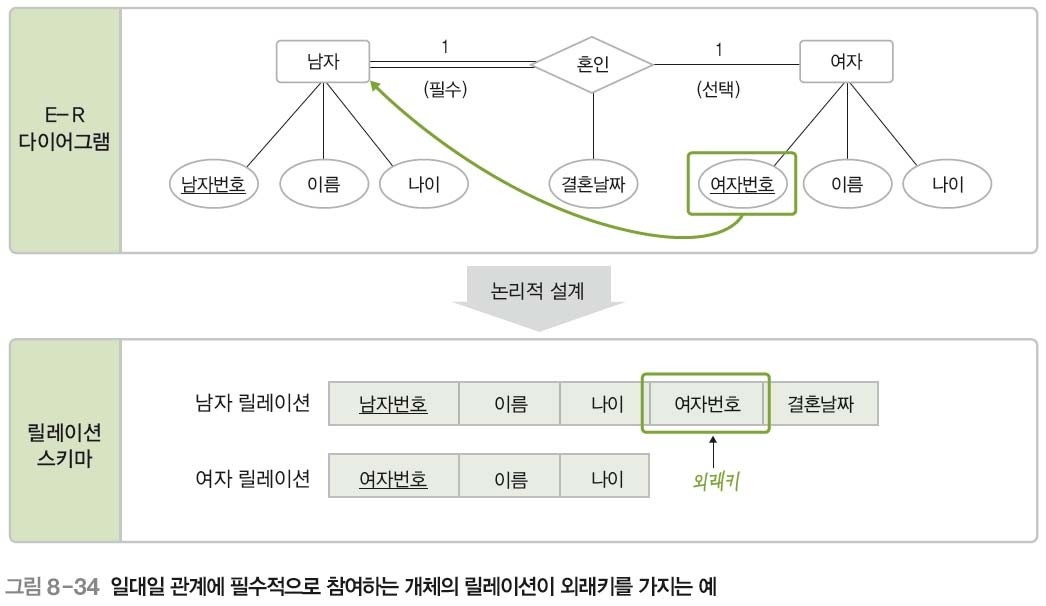 E-R
다이어그램
남자
1
(필수)
혼인
1
(선택)
여자
남자번호
이름
나이
결혼날짜
여자번호
이름
나이
논리적 설계
릴레이션
스키마
남자 릴레이션
남자번호
이름
나이
여자번호
결혼날짜
여자 릴레이션
여자번호
이름
나이
외래키
그림 8-34 일대일 관계에 필수적으로 참여하는 개체의 릴레이션이 외래키를 가지는 예